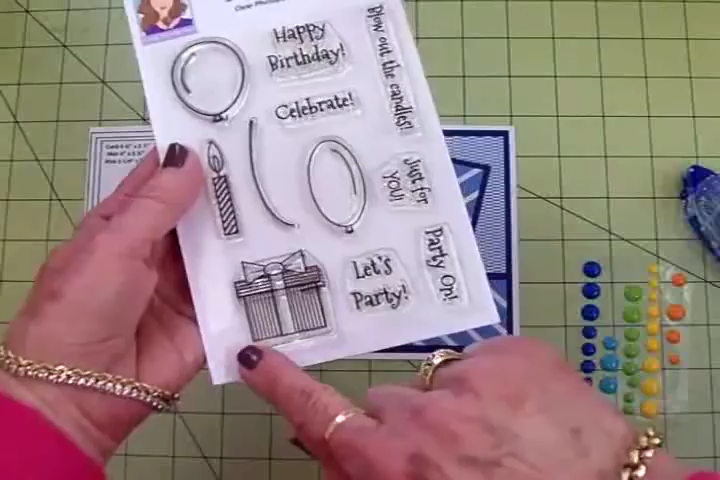 Happy
Birthday!
Blow out the candles!
Celebrate!
Just for
YOU!
Let's
Party!
Party On!